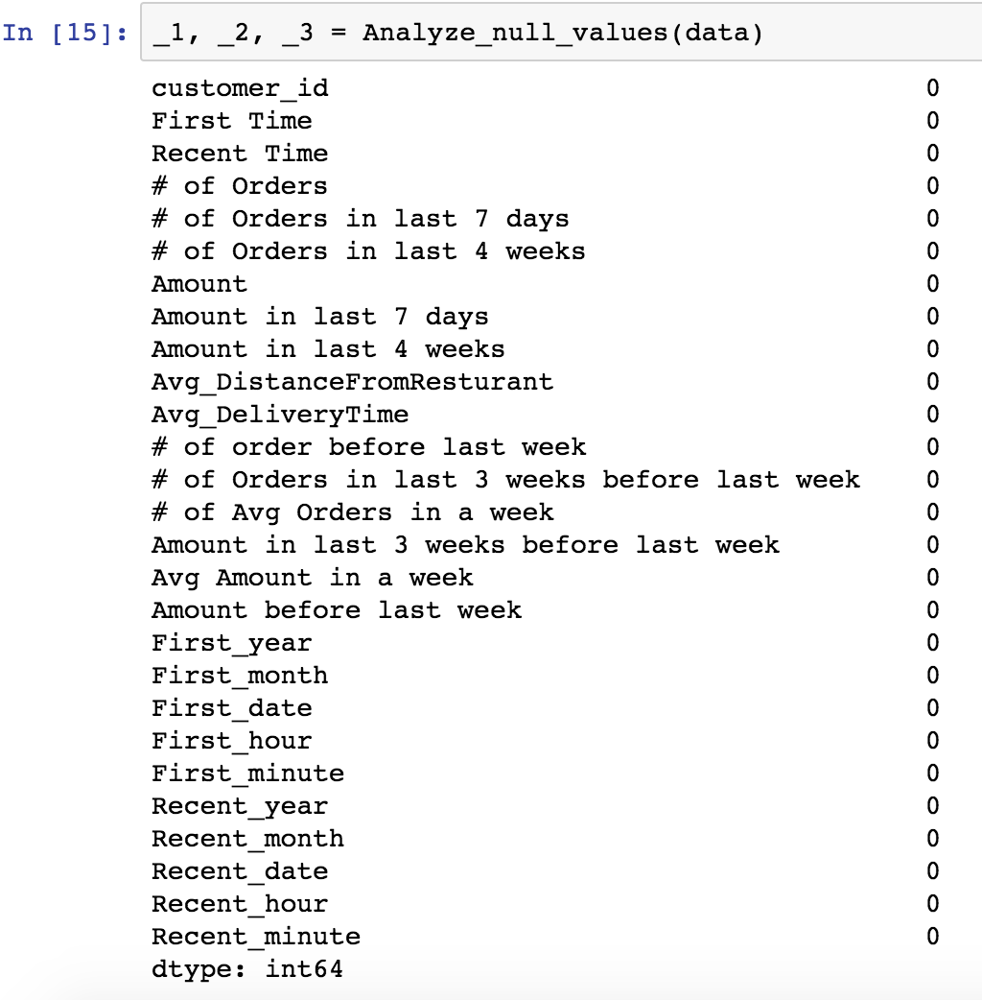 In [15]: _1, _2, _3 = Analyze_null_values(data)
customer_id 0
First Time 0
Recent Time 0
# of Orders 0
# of Orders in last 7 days 0
# of Orders in last 4 weeks 0
Amount 0
Amount in last 7 days 0
Amount in last 4 weeks 0
Avg_DistanceFromResturant 0
Avg_DeliveryTime 0
# of order before last week 0
# of Orders in last 3 weeks before last week 0
# of Avg Orders in a week 0
Amount in last 3 weeks before last week 0
Avg Amount in a week 0
Amount before last week 0
First_year 0
First_month 0
First_date 0
First_hour 0
First_minute 0
Recent_year 0
Recent_month 0
Recent_date 0
Recent_hour 0
Recent_minute 0
dtype: int64